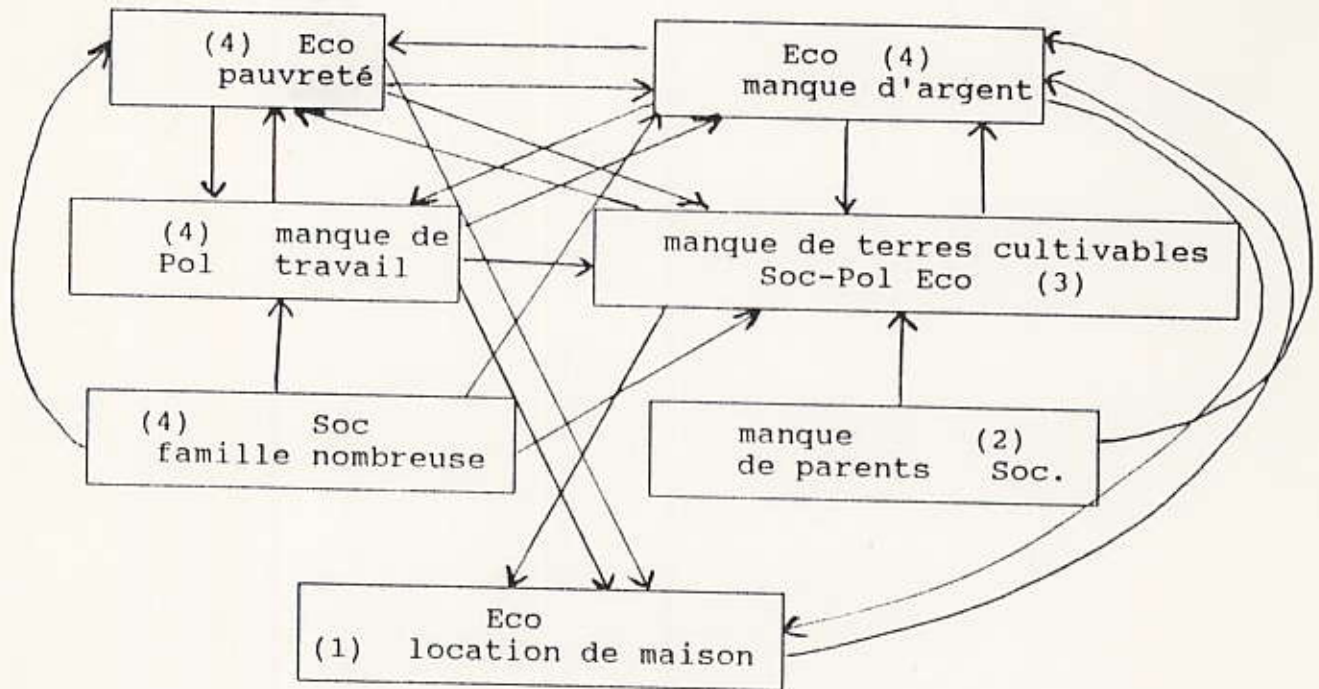 (4) Eco
pauvreté
Eco (4)
manque d'argent
(4) manque de
Pol travail
manque de terres cultivables
Soc-Pol Eco (3)
(4) Soc
famille nombreuse
manque (2)
de parents Soc.
Eco
(1) location de maison